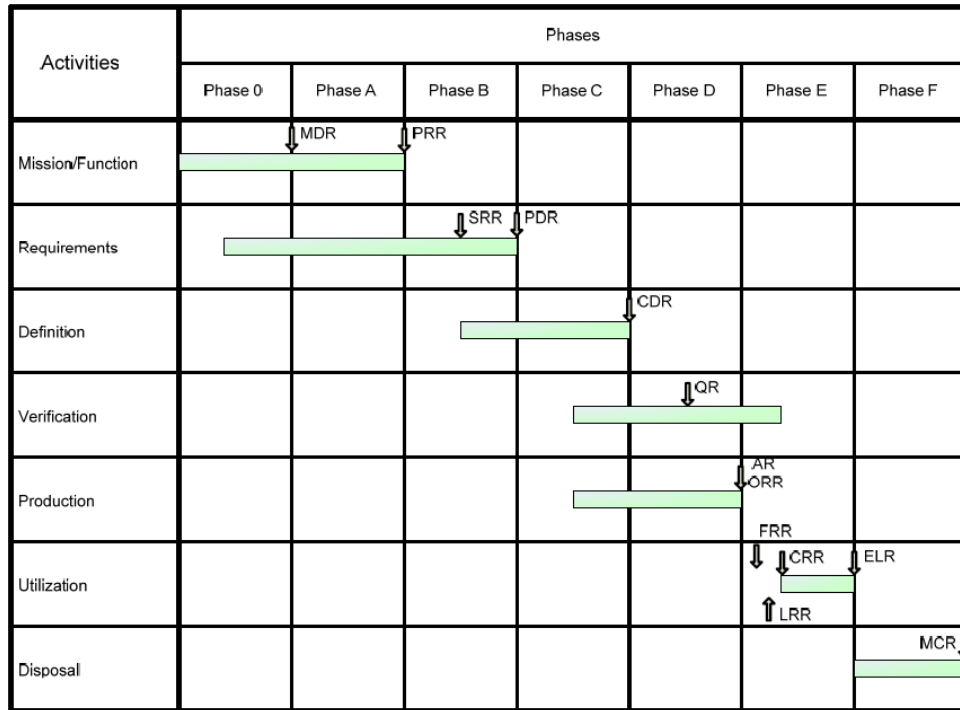 Activities
Phases
Phase 0
Phase A
Phase B
Phase C
Phase D
Phase E
Phase F
Mission/Function
MDR
PRR
Requirements
SRR
PDR
Definition
CDR
Verification
QR
Production
AR
ORR
Utilization
FRR
CRR
ELR
LRR
Disposal
MCR